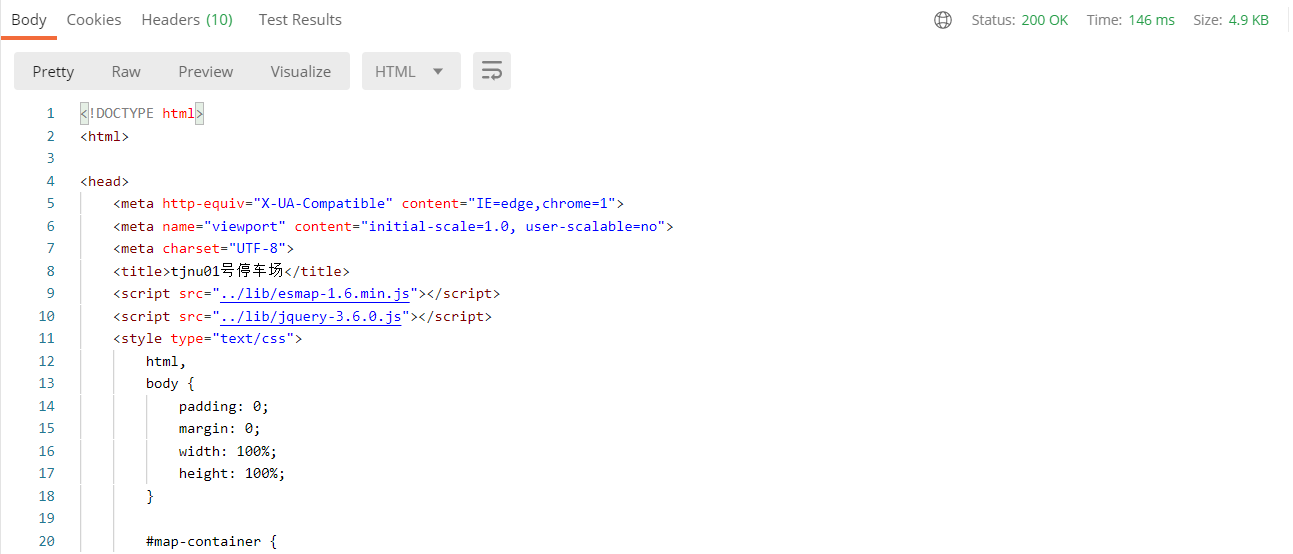 Body Cookies Headers (10) Test Results Status: 200 OK Time: 146 ms Size: 4.9 KB
Pretty Raw Preview Visualize HTML
1 <!DOCTYPE html>
2 <html>
3
4 <head>
5 <meta http-equiv="X-UA-Compatible" content="IE=edge,chrome=1">
6 <meta name="viewport" content="initial-scale=1.0, user-scalable=no">
7 <meta charset="UTF-8">
8 <title>tjnu01号停车场</title>
9 <script src="../lib/esmap-1.6.min.js"></script>
10 <script src="../lib/jquery-3.6.0.js"></script>
11 <style type="text/css">
12 html,
13 body {
14 padding: 0;
15 margin: 0;
16 width: 100%;
17 height: 100%;
18 }
19
20 #map-container {